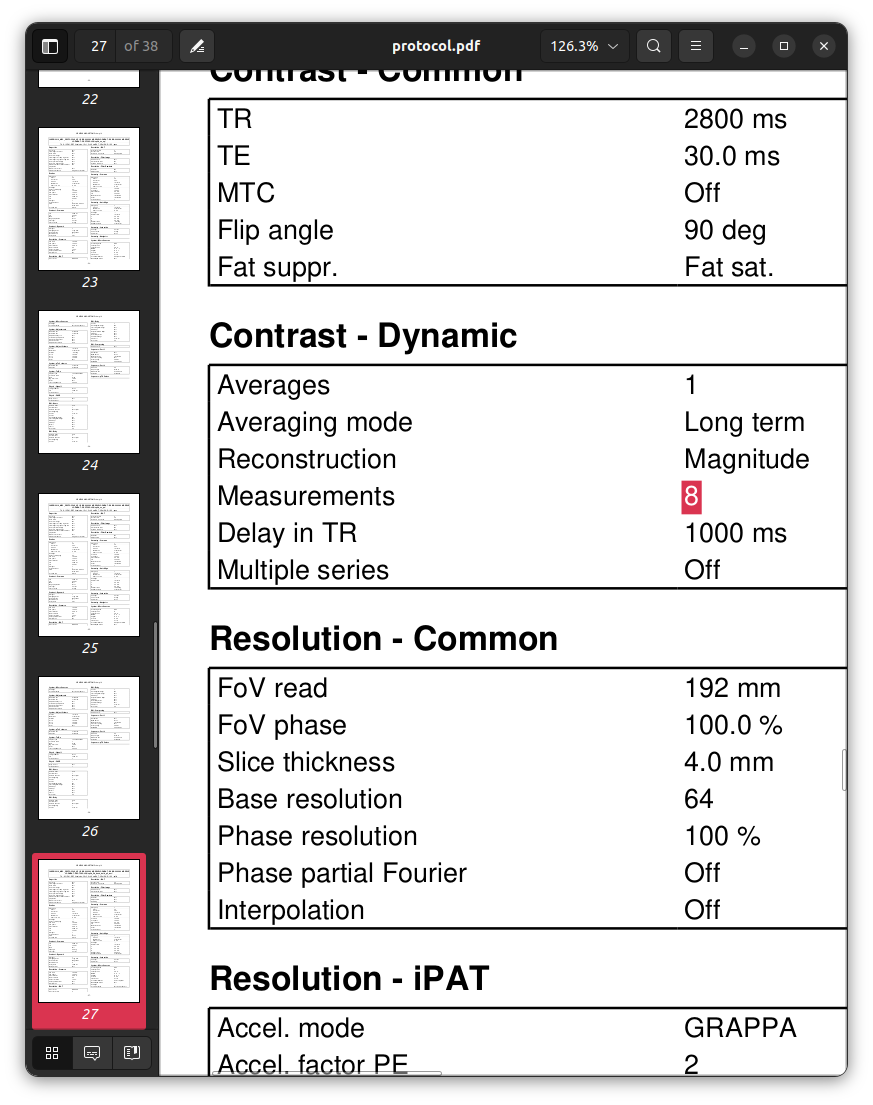 27 of 38 protocol.pdf 126.3%
22
23
24
25
26
27
Contrast - Common
TR 2800 ms
TE 30.0 ms
MTC Off
Flip angle 90 deg
Fat suppr. Fat sat.
Contrast - Dynamic
Averages 1
Averaging mode Long term
Reconstruction Magnitude
Measurements 8
Delay in TR 1000 ms
Multiple series Off
Resolution - Common
FoV read 192 mm
FoV phase 100.0 %
Slice thickness 4.0 mm
Base resolution 64
Phase resolution 100 %
Phase partial Fourier Off
Interpolation Off
Resolution - iPAT
Accel. mode GRAPPA
Accel. factor PE 2